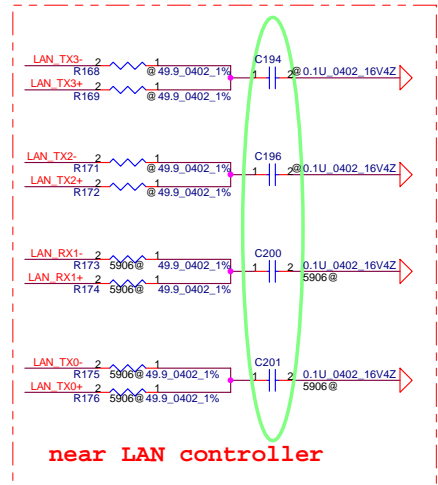 C194
LAN_TX3- 2 1 1 2 @0.1U_0402_16V4Z
R168 @ 49.9_0402_1%
LAN_TX3+ 2 1
R169 @ 49.9_0402_1%
C196
LAN_TX2- 2 1 1 2 @0.1U_0402_16V4Z
R171 @ 49.9_0402_1%
LAN_TX2+ 2 1
R172 @ 49.9_0402_1%
C200
LAN_RX1- 2 1 1 2 0.1U_0402_16V4Z
R173 5906@ 49.9_0402_1% 5906@
LAN_RX1+ 2 1
R174 5906@ 49.9_0402_1%
C201
LAN_TX0- 2 1 1 2 0.1U_0402_16V4Z
R175 5906@ 49.9_0402_1% 5906@
LAN_TX0+ 2 1
R176 5906@ 49.9_0402_1%
near LAN controller